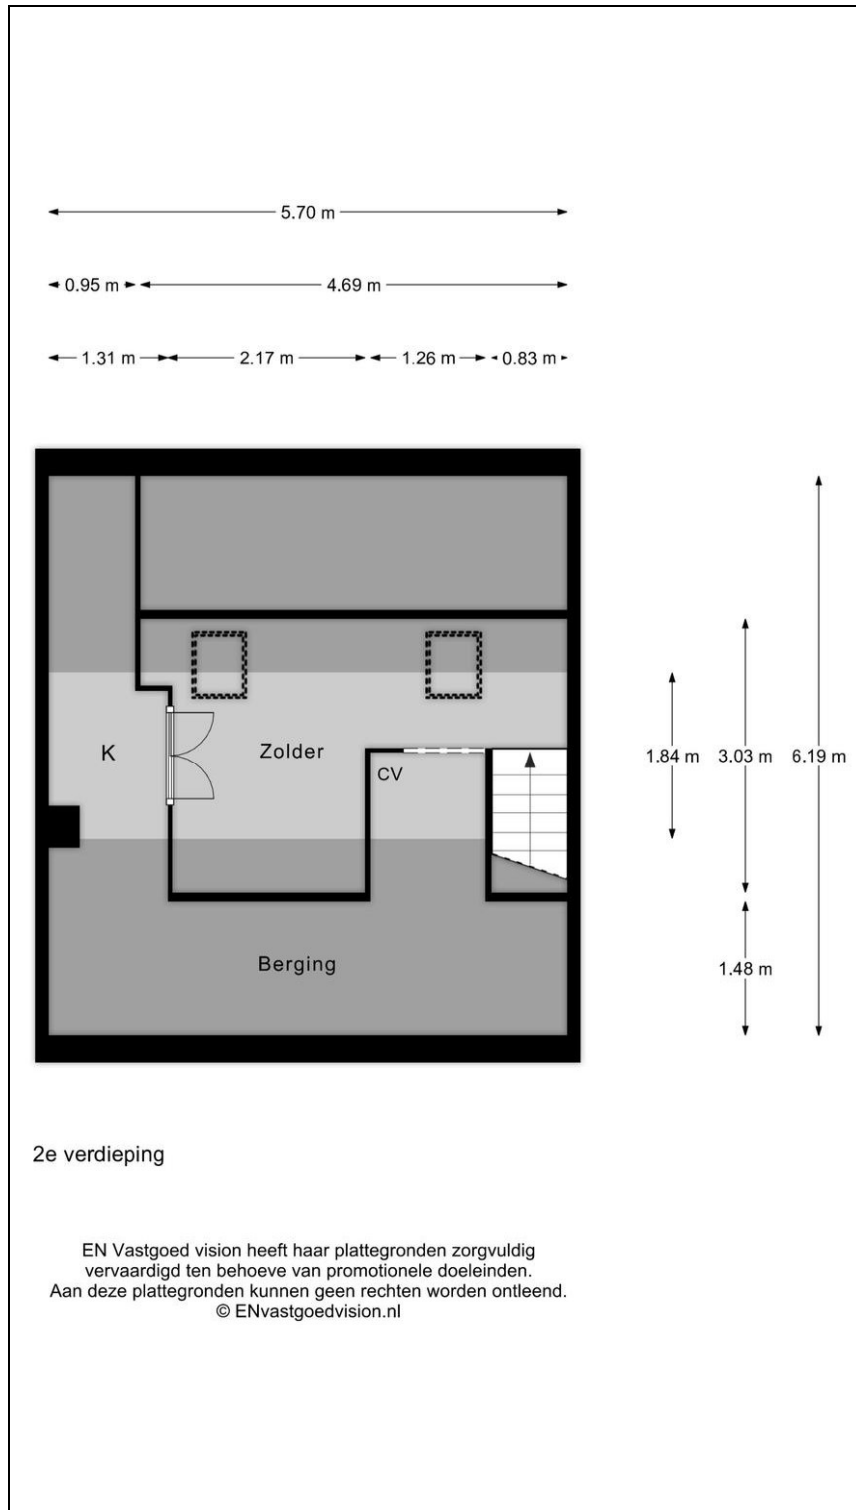 5.70 m
0.95 m 4.69 m
1.31 m 2.17 m 1.26 m 0.83 m
K Zolder 1.84 m 3.03 m 6.19 m
CV
Berging 1.48 m
2e verdieping
EN Vastgoed vision heeft haar plattegronden zorgvuldig
vervaardigd ten behoeve van promotionele doeleinden.
Aan deze plattegronden kunnen geen rechten worden ontleend.
© ENvastgoedvision.nl